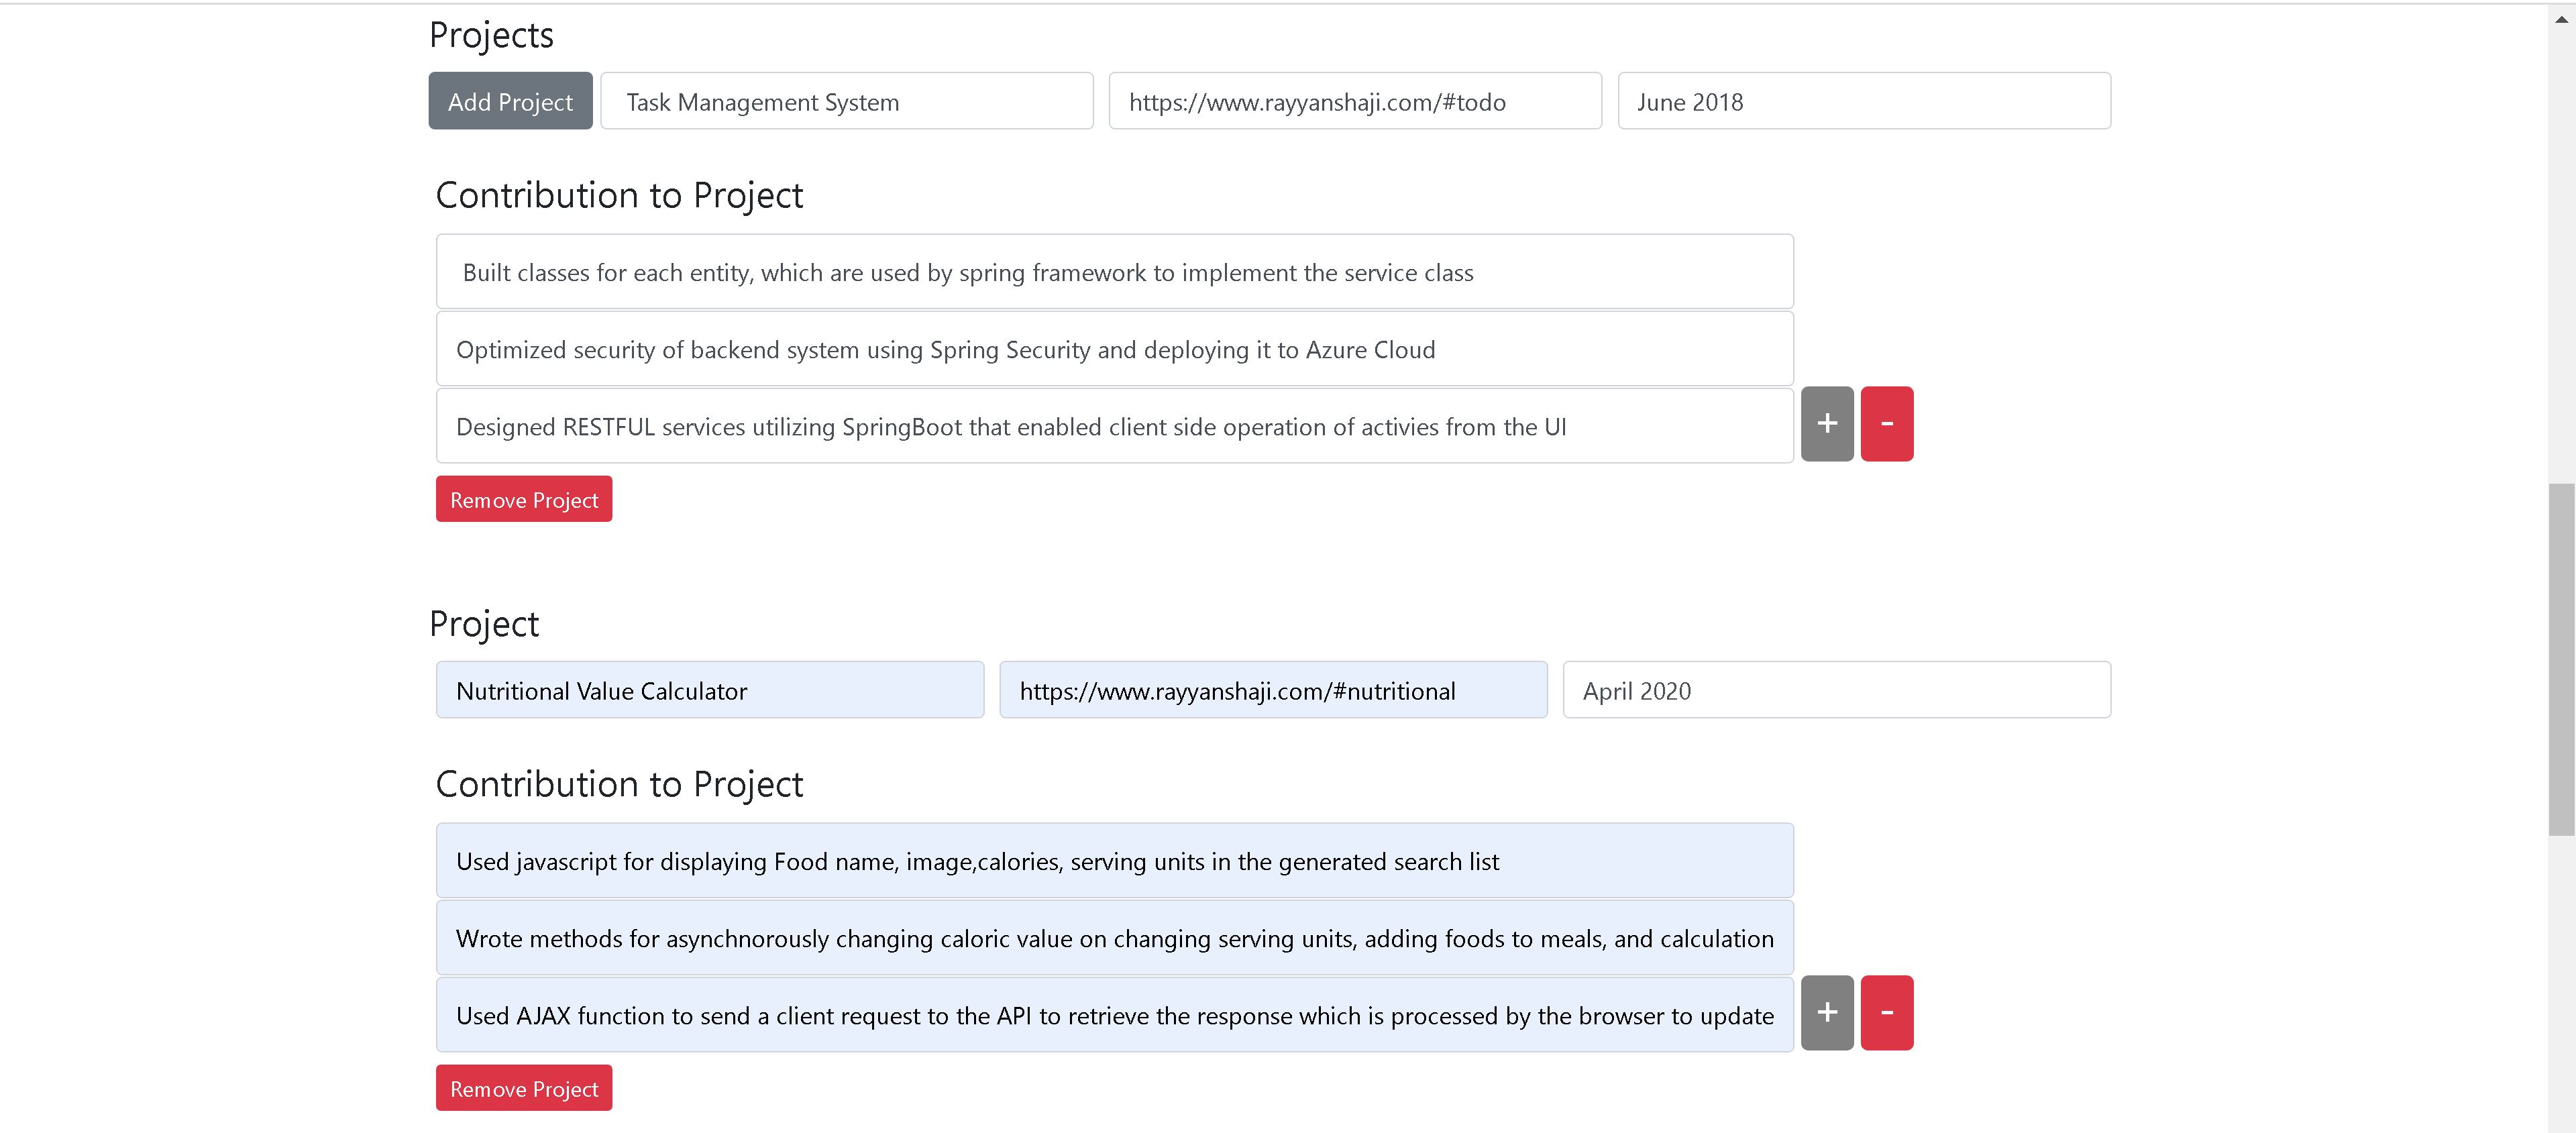 Projects
Add Project Task Management System https://www.rayyanshaji.com/#todo June 2018
Contribution to Project
Built classes for each entity, which are used by spring framework to implement the service class
Optimized security of backend system using Spring Security and deploying it to Azure Cloud
Designed RESTFUL services utilizing SpringBoot that enabled client side operation of activies from the UI + -
Remove Project
Project
Nutritional Value Calculator https://www.rayyanshaji.com/#nutritional April 2020
Contribution to Project
Used javascript for displaying Food name, image,calories, serving units in the generated search list
Wrote methods for asynchnorously changing caloric value on changing serving units, adding foods to meals, and calculation
Used AJAX function to send a client request to the API to retrieve the response which is processed by the browser to update + -
Remove Project